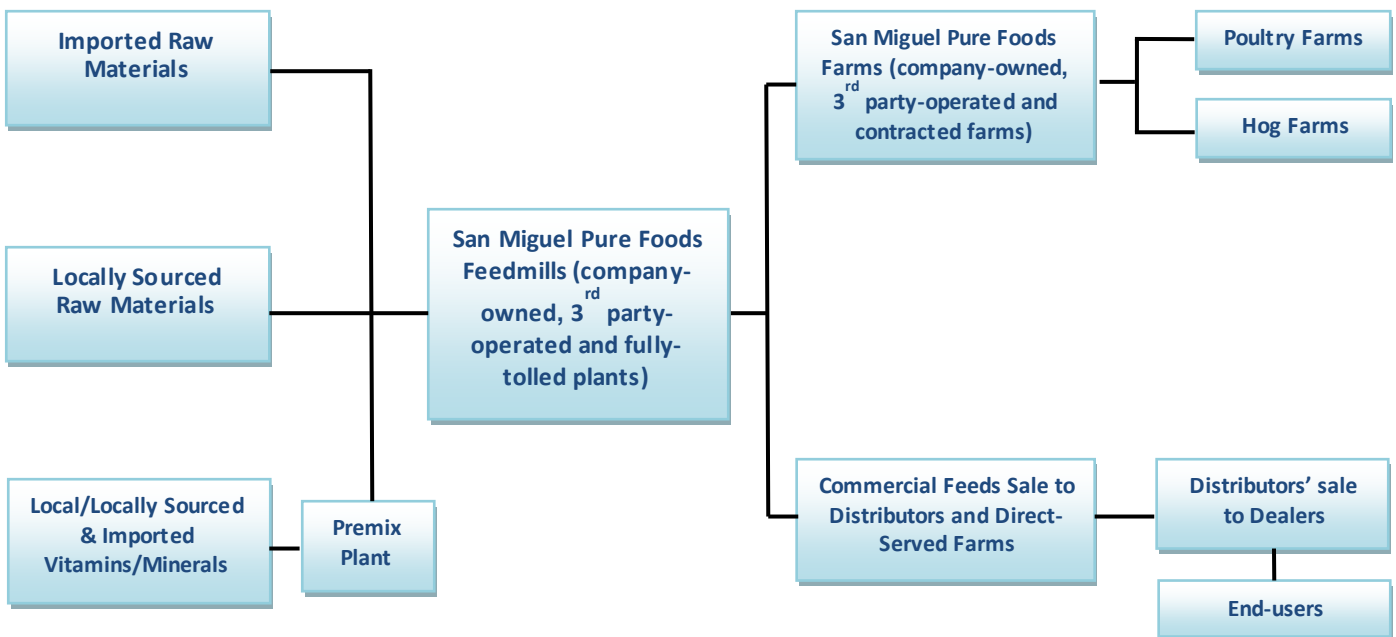 Imported Raw
Materials
Locally Sourced
Raw Materials
Local/Locally Sourced
& Imported
Vitamins/Minerals
Premix
Plant
San Miguel Pure Foods
Feedmills (company-
owned, 3rd party-
operated and fully-
tolled plants)
San Miguel Pure Foods
Farms (company-owned,
3rd party-operated and
contracted farms)
Poultry Farms
Hog Farms
Commercial Feeds Sale to
Distributors and Direct-
Served Farms
Distributors’ sale
to Dealers
End-users